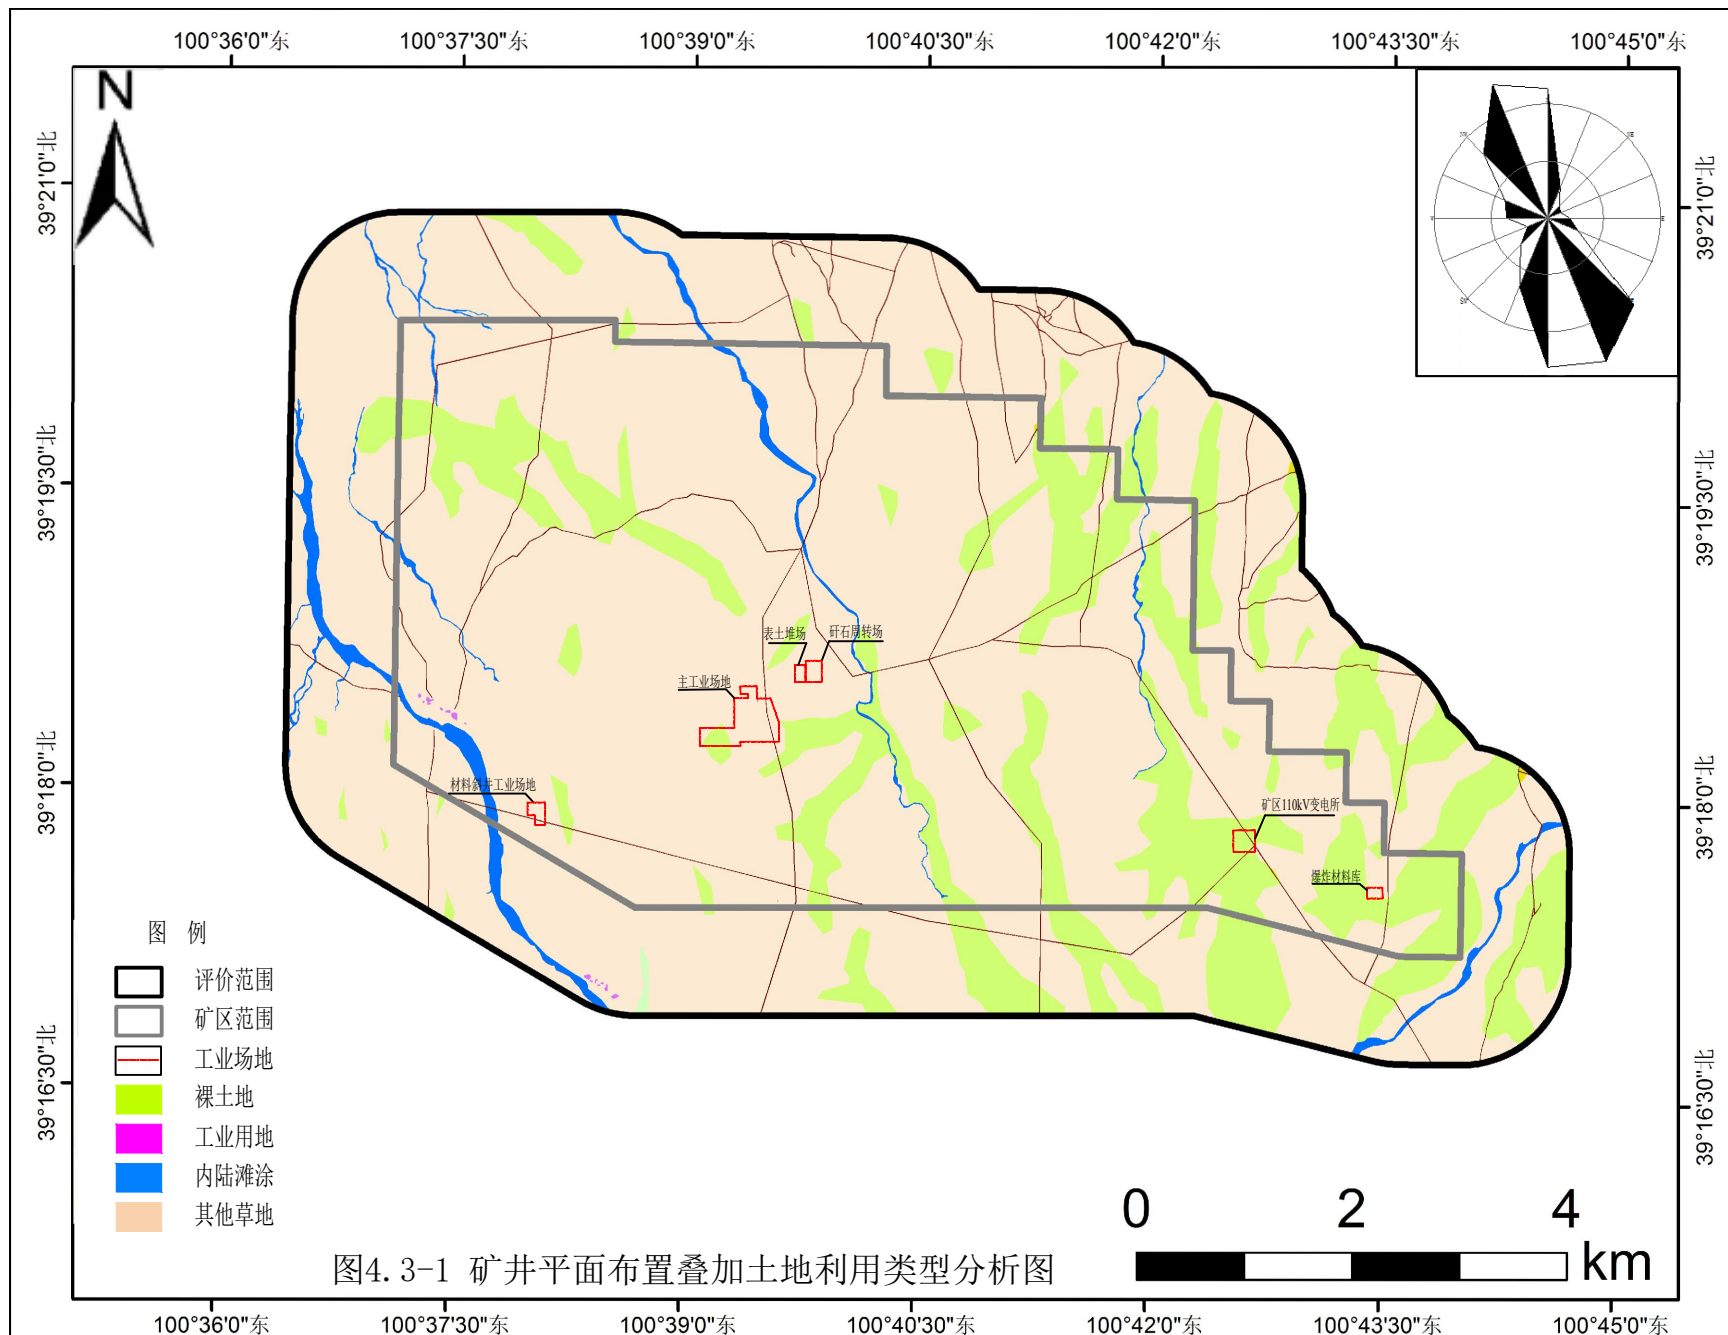 100°36'0"东 100°37'30"东 100°39'0"东 100°40'30"东 100°42'0"东 100°43'30"东 100°45'0"东
N
39°21'0"北
39°19'30"北
39°18'0"北
39°16'30"北
NE
E
39°21'0"北
39°19'30"北
39°18'0"北
39°16'30"北
表土堆场
矸石周转场
主工业场地
材料斜井工业场地
矿区110kV变电所
爆炸材料库
图 例
评价范围
矿区范围
工业场地
裸土地
工业用地
内陆滩涂
其他草地
0 2 4
km
图4.3-1 矿井平面布置叠加土地利用类型分析图
100°36'0"东 100°37'30"东 100°39'0"东 100°40'30"东 100°42'0"东 100°43'30"东 100°45'0"东